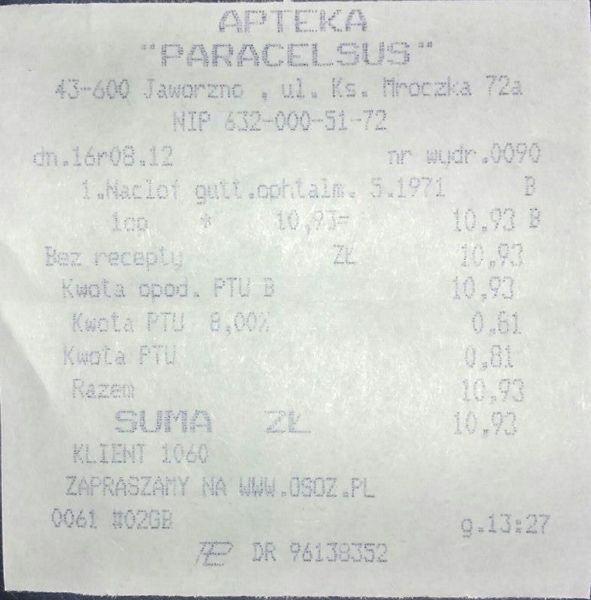 APTEKA
"PARACELSUS"
43-600 Jaworzno , ul. Ks. Mroczka 72a
NIP 632-000-51-72
dn.16r08.12 nr wydr.0090
1.Naclof gutt.ophtalm. 5.1971 B
1op * 10,93= 10,93 B
Bez recepty ZŁ 10,93
Kwota opod. PTU B 10,93
Kwota PTU 8,00% 0,81
Kwota PTU 0,81
Razem 10,93
SUMA ZŁ 10,93
KLIENT 1060
ZAPRASZAMY NA WWW.OSOZ.PL
0061 #02GB g.13:27
DR 96138352